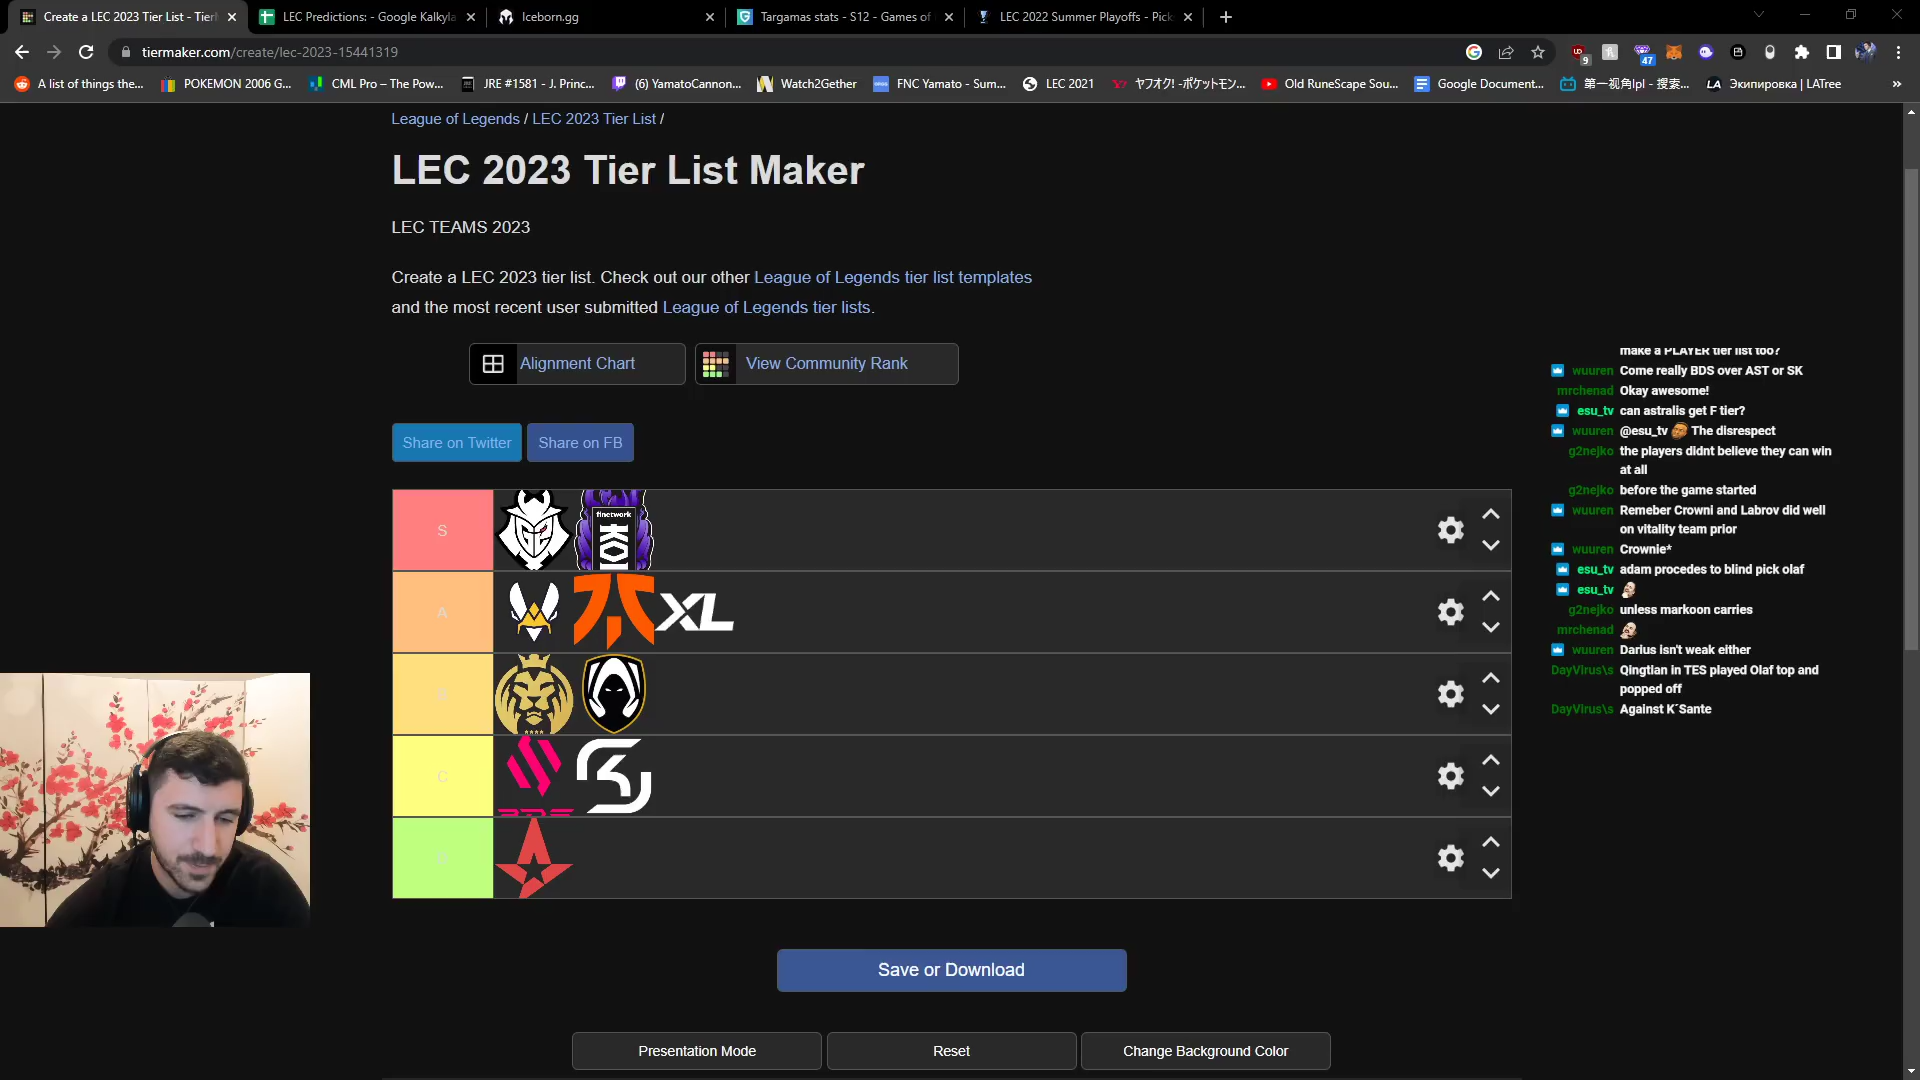 Create a LEC 2023 Tier List - Tier
LEC Predictions: - Google Kalkyla
Iceborn.gg
Targamas stats - S12 - Games of
LEC 2022 Summer Playoffs - Pick
tiermaker.com/create/lec-2023-15441319
9
47
A list of things the...
POKEMON 2006 G...
CML Pro – The Pow...
JRE #1581 - J. Princ...
(6) YamatoCannon...
Watch2Gether
FNC Yamato - Sum...
LEC 2021
ヤフオク! -ポケットモン...
Old RuneScape Sou...
Google Document...
第一视角lpl - 搜索...
LA Экипировка | LATree
»
League of Legends / LEC 2023 Tier List /
LEC 2023 Tier List Maker
LEC TEAMS 2023
Create a LEC 2023 tier list. Check out our other League of Legends tier list templates
and the most recent user submitted League of Legends tier lists.
Alignment Chart
View Community Rank
Share on Twitter
Share on FB
S
finetwork
KOI
A
XL
B
C
BDS
D
Save or Download
Presentation Mode
Reset
Change Background Color
make a PLAYER tier list too?
wuuren Come really BDS over AST or SK
mrchenad Okay awesome!
esu_tv can astralis get F tier?
wuuren @esu_tv The disrespect
g2nejko the players didnt believe they can win
at all
g2nejko before the game started
wuuren Remeber Crowni and Labrov did well
on vitality team prior
wuuren Crownie*
esu_tv adam procedes to blind pick olaf
esu_tv
g2nejko unless markoon carries
mrchenad
wuuren Darius isn't weak either
DayVirus\s Qingtian in TES played Olaf top and
popped off
DayVirus\s Against K´Sante